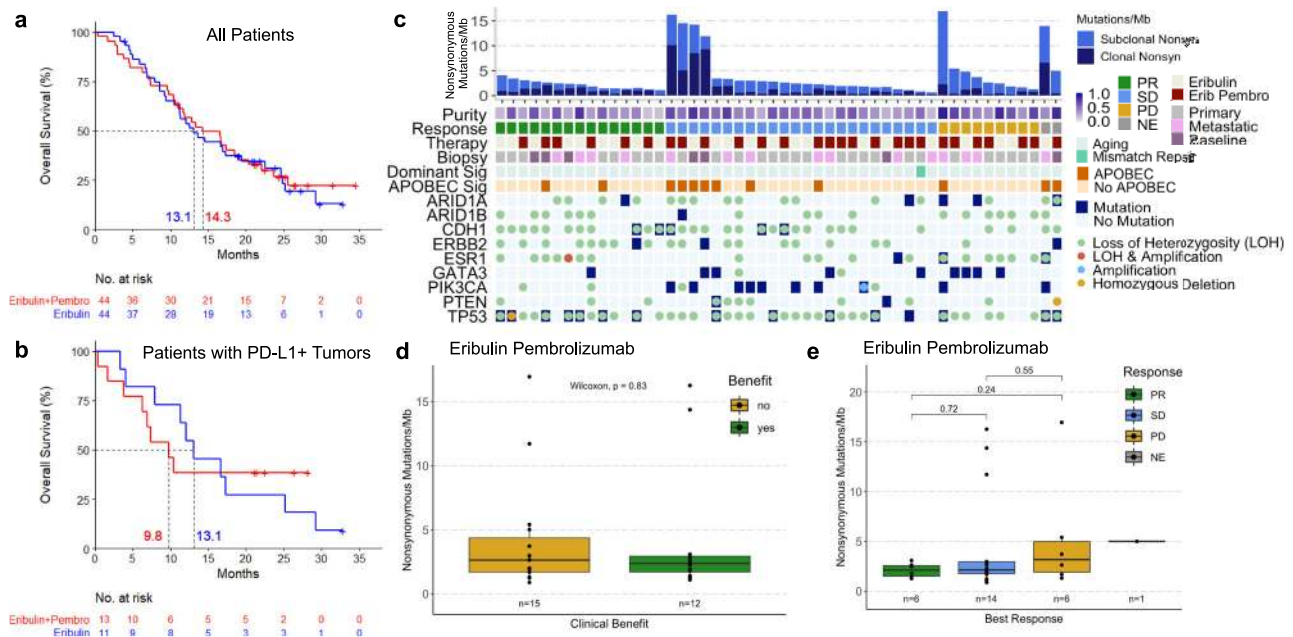 a
All Patients
Overall Survival (%)
100
75
50
25
0
13.1
14.3
0 5 10 15 20 25 30 35
Months
No. at risk
Eribulin+Pembro 44 36 30 21 15 7 2 0
Eribulin 44 37 28 19 13 6 1 0
b
Patients with PD-L1+ Tumors
Overall Survival (%)
100
75
50
25
0
9.8
13.1
0 5 10 15 20 25 30 35
Months
No. at risk
Eribulin+Pembro 13 10 6 5 5 2 0 0
Eribulin 11 9 8 5 3 3 1 0
c
Nonsynonymous
Mutations/Mb
15
10
5
0
Purity
Response
Therapy
Biopsy
Dominant Sig
APOBEC Sig
ARID1A
ARID1B
CDH1
ERBB2
ESR1
GATA3
PIK3CA
PTEN
TP53
Mutations/Mb
Subclonal Nonsyn
Clonal Nonsyn
1.0
0.5
0.0
PR
SD
PD
NE
Eribulin
Erib Pembro
Primary
Metastatic
Baseline
Aging
Mismatch Repair
APOBEC
No APOBEC
Mutation
No Mutation
Loss of Heterozygosity (LOH)
LOH & Amplification
Amplification
Homozygous Deletion
d
Eribulin Pembrolizumab
Nonsynonymous Mutations/Mb
15
10
5
0
Wilcoxon, p = 0.83
Benefit
no
yes
n=15
n=12
Clinical Benefit
e
Eribulin Pembrolizumab
Nonsynonymous Mutations/Mb
20
15
10
5
0
0.55
0.24
0.72
Response
PR
SD
PD
NE
n=6
n=14
n=6
n=1
Best Response